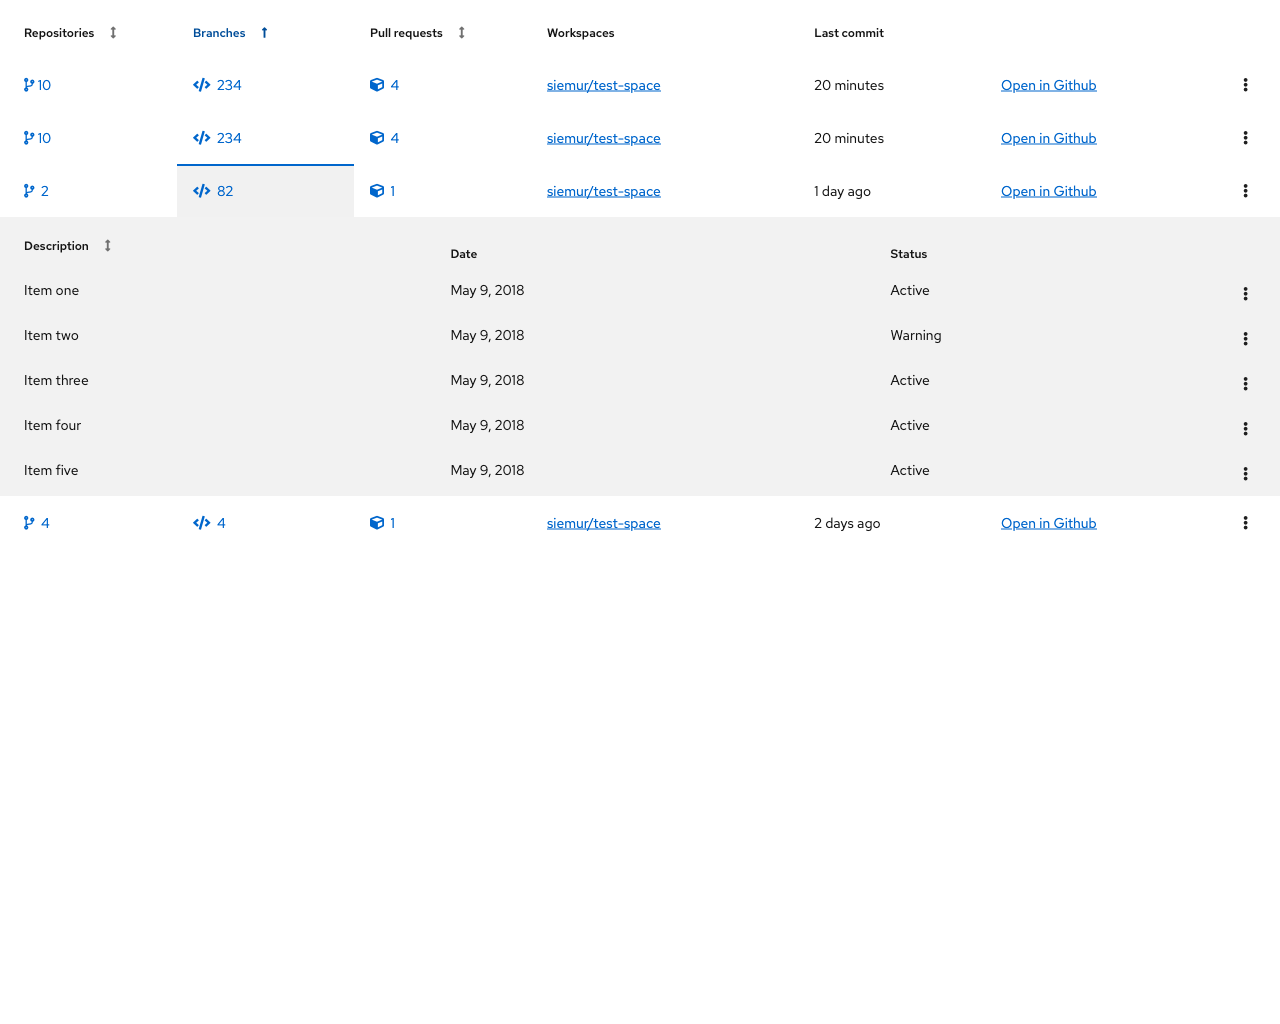 Repositories Branches Pull requests Workspaces Last commit
10 234 4 siemur/test-space 20 minutes Open in Github
10 234 4 siemur/test-space 20 minutes Open in Github
2 82 1 siemur/test-space 1 day ago Open in Github
Description Date Status
Item one May 9, 2018 Active
Item two May 9, 2018 Warning
Item three May 9, 2018 Active
Item four May 9, 2018 Active
Item five May 9, 2018 Active
4 4 1 siemur/test-space 2 days ago Open in Github